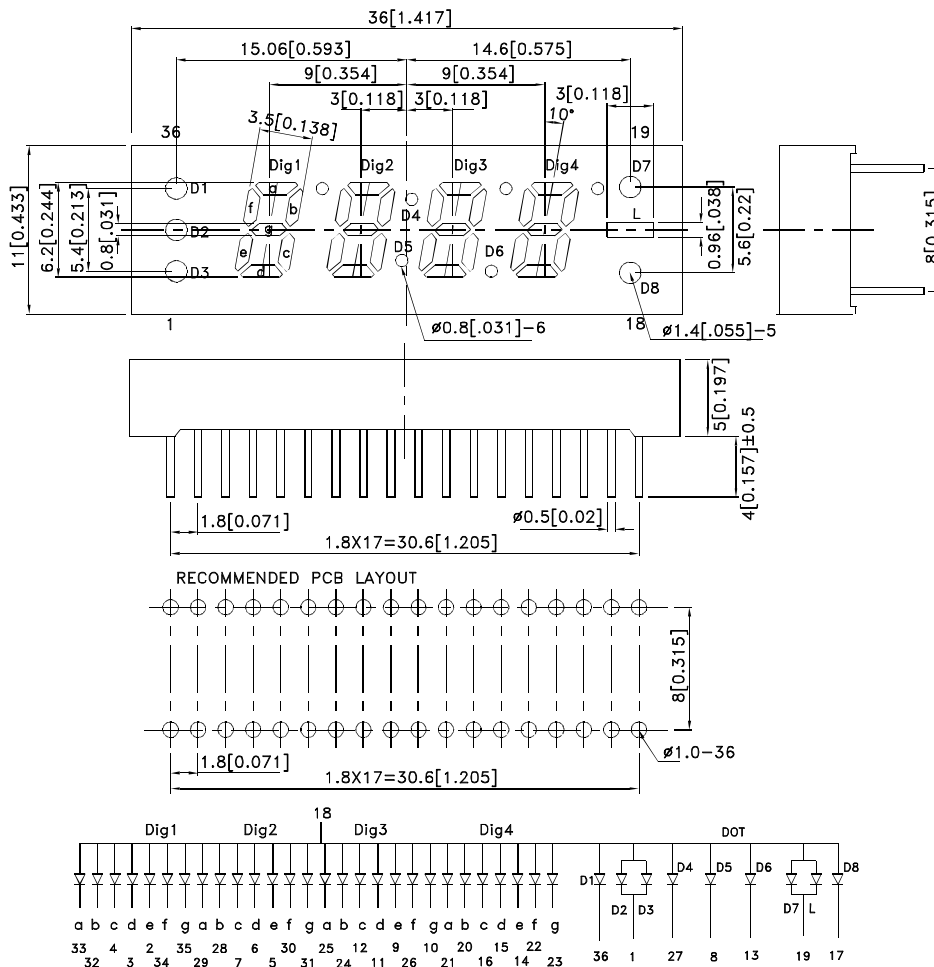 36[1.417]
15.06[0.593] 14.6[0.575]
9[0.354] 9[0.354]
3[0.118] 3[0.118] 3[0.118]
3.5[0.138] 10°
36 19
Dig1 Dig2 Dig3 Dig4 D7
D1 a f b D4 L
D2 g
D5 D6
D3 e c d D8
11[0.433]
6.2[0.244]
5.4[0.213]
0.8[.031]
0.96[.038]
5.6[0.22]
8[0.315]
1 18
ø0.8[.031]-6 ø1.4[.055]-5
5[0.197]
4[0.157]±0.5
1.8[0.071] ø0.5[0.02]
1.8X17=30.6[1.205]
RECOMMENDED PCB LAYOUT
8[0.315]
1.8[0.071] ø1.0-36
1.8X17=30.6[1.205]
18
Dig1 Dig2 Dig3 Dig4 DOT
D1 D4 D5 D6 D8
D2 D3 D7 L
a b c d e f g a b c d e f g a b c d e f g a b c d e f g
33 4 2 35 28 6 30 25 12 9 10 20 15 22 36 1 27 8 13 19 17
32 3 34 29 7 5 31 24 11 26 21 16 14 23